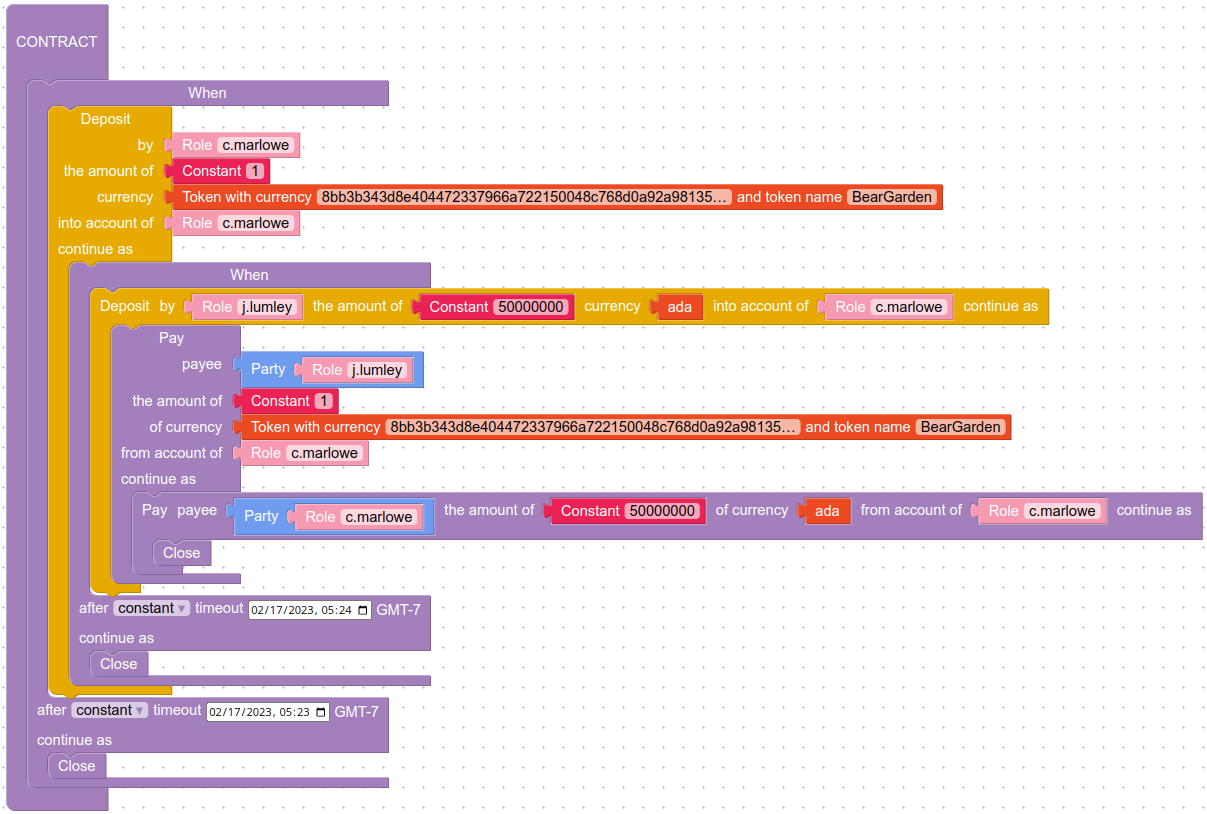 CONTRACT
When
Deposit
by Role c.marlowe
the amount of Constant 1
currency Token with currency 8bb3b343d8e404472337966a722150048c768d0a92a98135... and token name BearGarden
into account of Role c.marlowe
continue as
When
Deposit by Role j.lumley the amount of Constant 50000000 currency ada into account of Role c.marlowe continue as
Pay
payee Party Role j.lumley
the amount of Constant 1
of currency Token with currency 8bb3b343d8e404472337966a722150048c768d0a92a98135... and token name BearGarden
from account of Role c.marlowe
continue as
Pay payee Party Role c.marlowe the amount of Constant 50000000 of currency ada from account of Role c.marlowe continue as
Close
after constant timeout 02/17/2023, 05:24 GMT-7
continue as
Close
after constant timeout 02/17/2023, 05:23 GMT-7
continue as
Close